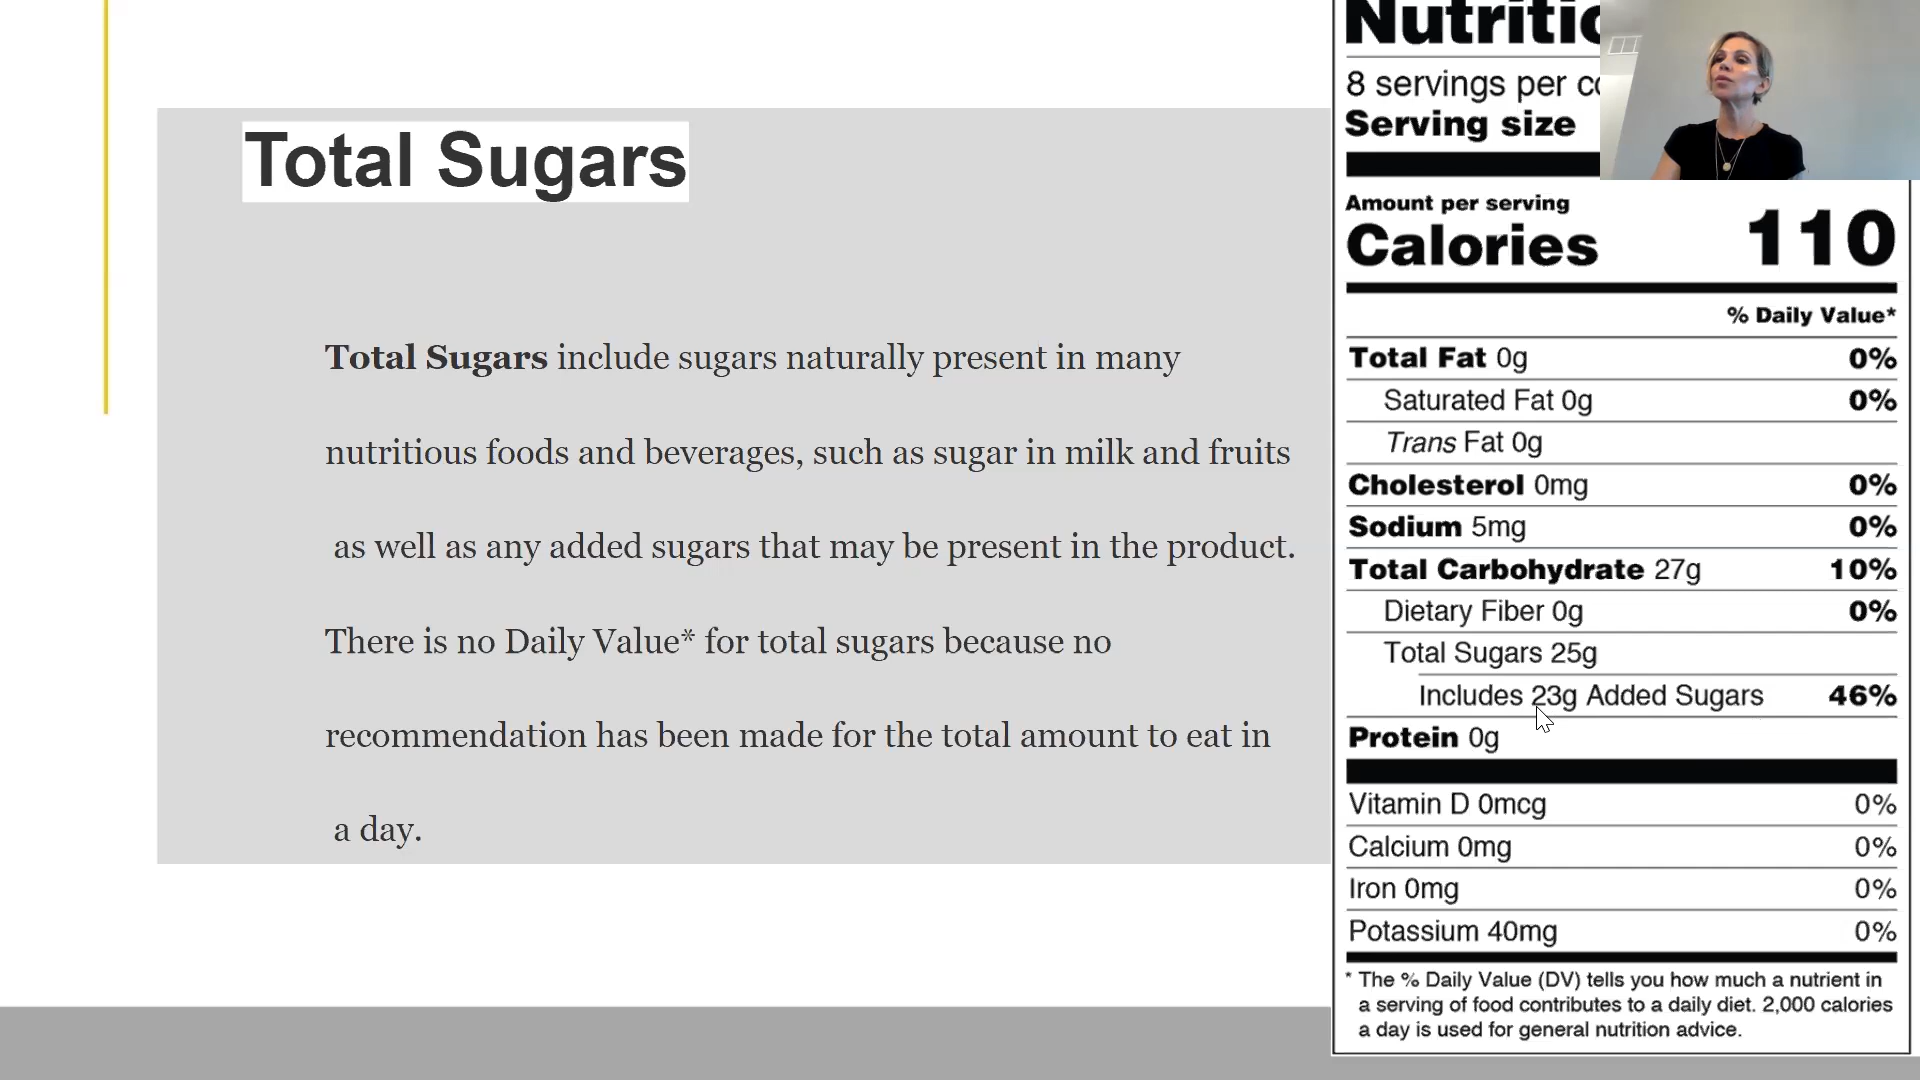 Total Sugars
Total Sugars include sugars naturally present in many
nutritious foods and beverages, such as sugar in milk and fruits
as well as any added sugars that may be present in the product.
There is no Daily Value* for total sugars because no
recommendation has been made for the total amount to eat in
a day.
8 servings per
Serving size
Amount per serving
Calories 110
% Daily Value*
Total Fat 0g 0%
Saturated Fat 0g 0%
Trans Fat 0g
Cholesterol 0mg 0%
Sodium 5mg 0%
Total Carbohydrate 27g 10%
Dietary Fiber 0g 0%
Total Sugars 25g
Includes 23g Added Sugars 46%
Protein 0g
Vitamin D 0mcg 0%
Calcium 0mg 0%
Iron 0mg 0%
Potassium 40mg 0%
* The % Daily Value (DV) tells you how much a nutrient in
a serving of food contributes to a daily diet. 2,000 calories
a day is used for general nutrition advice.